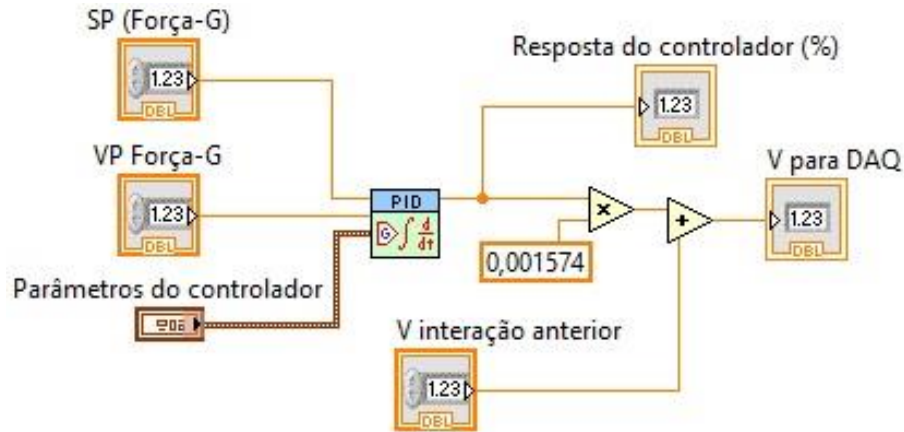 SP (Força-G)
1.23
DBL
Resposta do controlador (%)
1.23
DBL
VP Força-G
1.23
DBL
V para DAQ
1.23
DBL
PID
G ∫ d/dt
×
+
0,001574
Parâmetros do controlador
V interação anterior
1.23
DBL